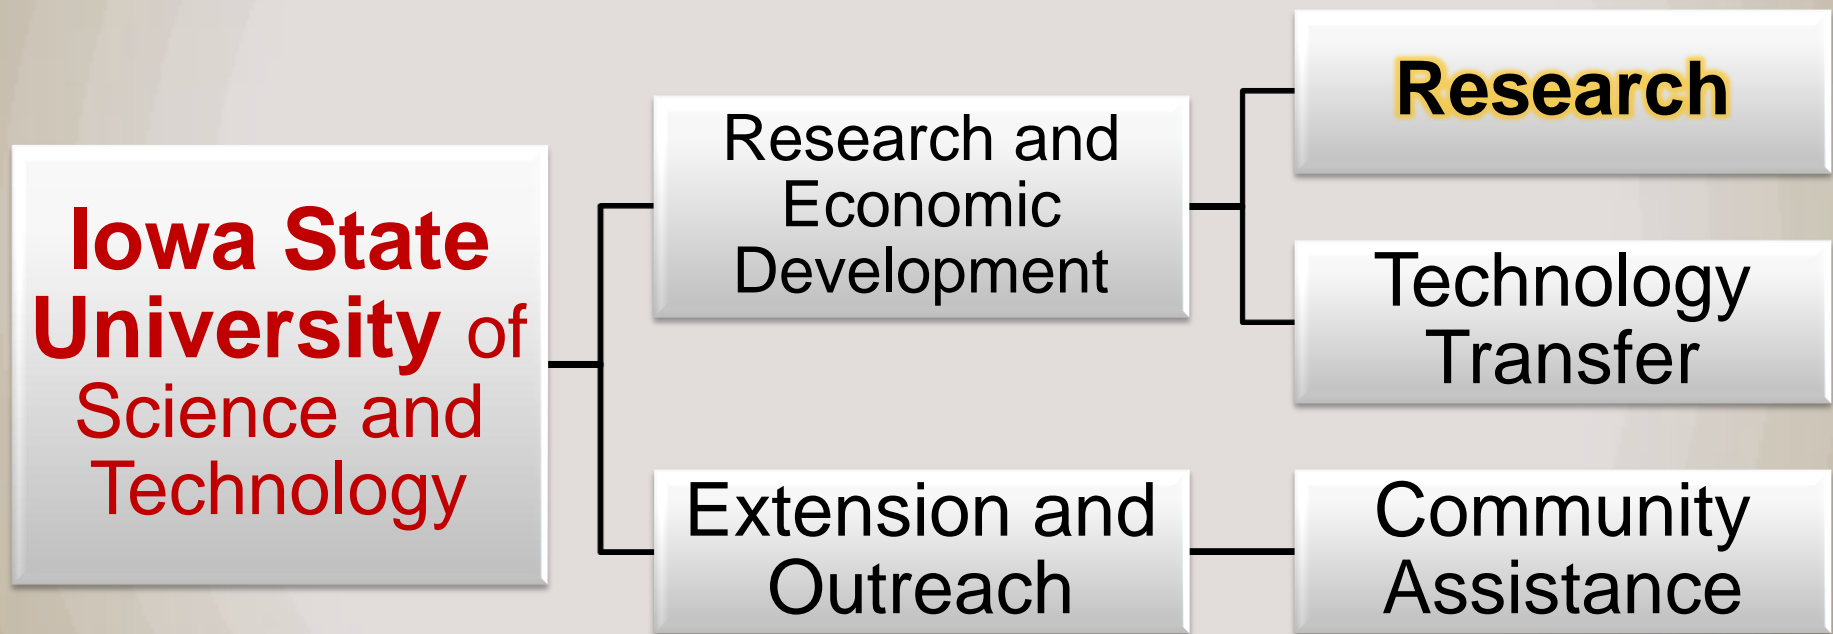 Iowa State
University of
Science and
Technology
Research and
Economic
Development
Research
Technology
Transfer
Extension and
Outreach
Community
Assistance